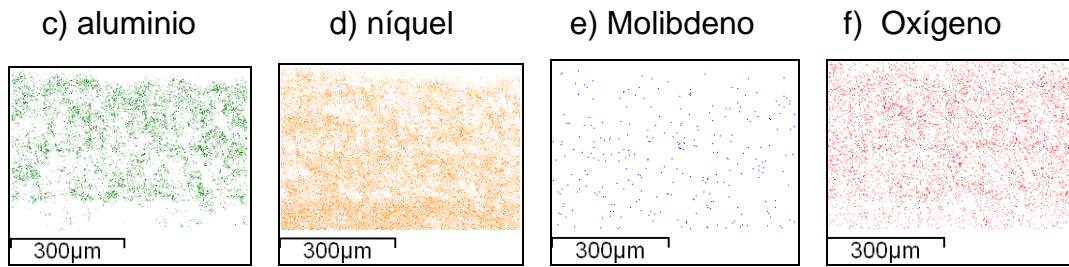 c) aluminio
d) níquel
e) Molibdeno
f) Oxígeno
300µm
300µm
300µm
300µm